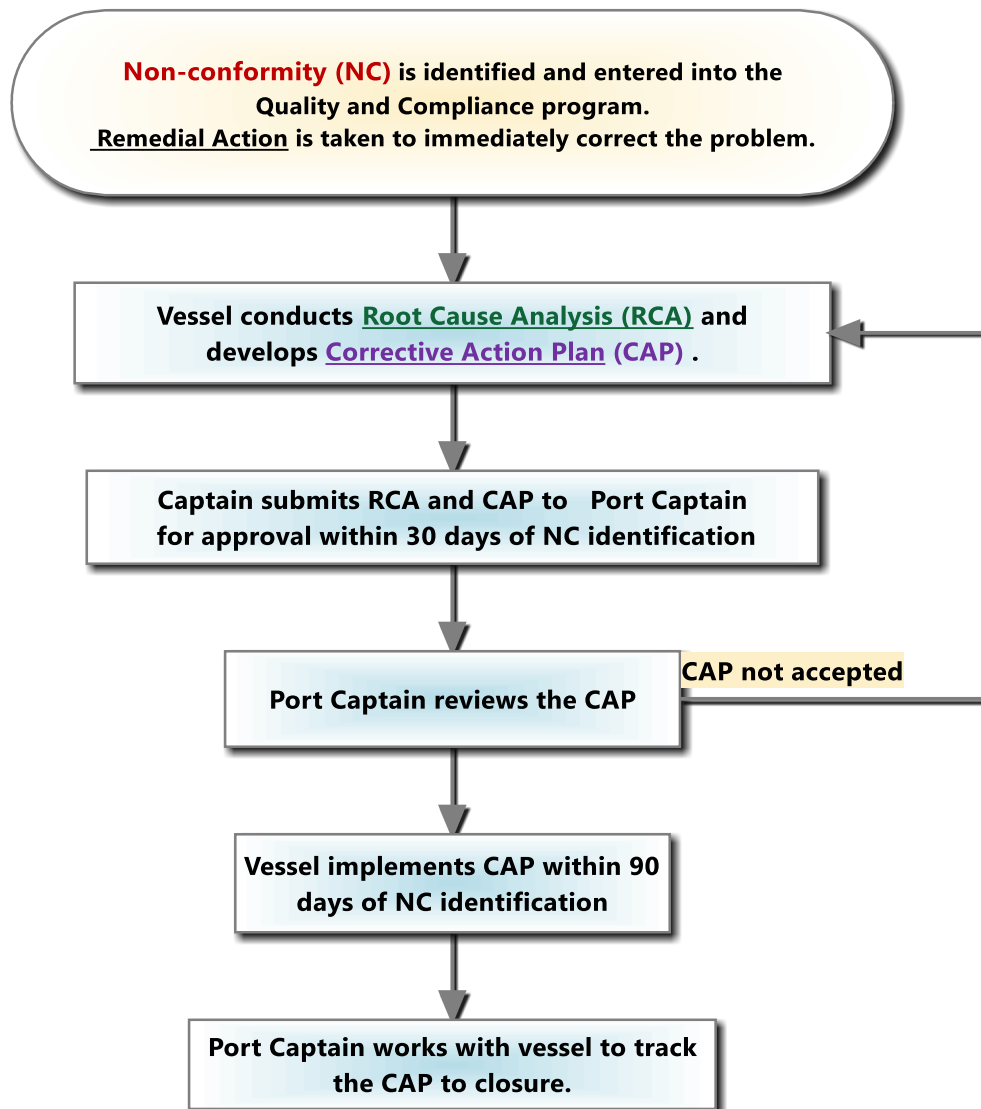 Non-conformity (NC) is identified and entered into the
Quality and Compliance program.
Remedial Action is taken to immediately correct the problem.
Vessel conducts Root Cause Analysis (RCA) and
develops Corrective Action Plan (CAP) .
Captain submits RCA and CAP to   Port Captain
for approval within 30 days of NC identification
Port Captain reviews the CAP
CAP not accepted
Vessel implements CAP within 90
days of NC identification
Port Captain works with vessel to track
the CAP to closure.